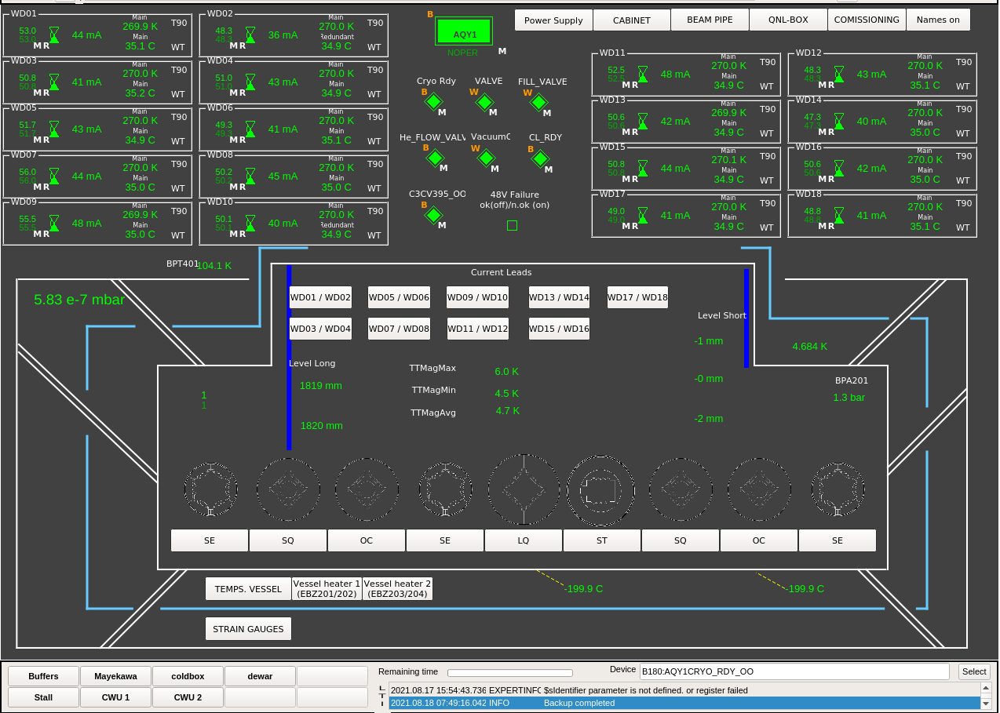 WD01
53.0
53.0
M R
44 mA
Main
269.9 K
Main
35.1 C
T90
WT
WD02
48.3
48.3
M R
36 mA
Main
270.0 K
Redundant
34.9 C
T90
WT
WD03
50.8
50.8
M R
41 mA
Main
270.0 K
Main
35.2 C
T90
WT
WD04
51.0
51.0
M R
43 mA
Main
270.0 K
Main
34.9 C
T90
WT
WD05
51.7
51.7
M R
43 mA
Main
270.0 K
Main
34.9 C
T90
WT
WD06
49.3
49.3
M R
41 mA
Main
270.0 K
Main
35.1 C
T90
WT
WD07
56.0
56.0
M R
44 mA
Main
270.0 K
Main
35.0 C
T90
WT
WD08
50.2
50.2
M R
45 mA
Main
270.0 K
Main
35.0 C
T90
WT
WD09
55.5
55.5
M R
48 mA
Main
269.9 K
Main
35.0 C
T90
WT
WD10
50.1
50.1
M R
40 mA
Main
270.0 K
Redundant
34.9 C
T90
WT
B
AQY1
NOPER
M
Cryo Rdy
B
M
VALVE
W
M
FILL_VALVE
W
M
He_FLOW_VALV
B
M
VacuumC
W
M
CL_RDY
B
M
C3CV395_OO
B
M
48V Failure
ok(off)/n.ok (on)
Power Supply
CABINET
BEAM PIPE
QNL-BOX
COMISSIONING
Names on
WD11
52.5
52.5
M R
48 mA
Main
270.0 K
Main
34.9 C
T90
WT
WD12
48.3
48.3
M R
43 mA
Main
270.0 K
Main
35.1 C
T90
WT
WD13
50.6
50.6
M R
42 mA
Main
269.9 K
Main
34.9 C
T90
WT
WD14
47.3
47.3
M R
40 mA
Main
270.0 K
Main
35.0 C
T90
WT
WD15
50.8
50.8
M R
44 mA
Main
270.1 K
Main
34.9 C
T90
WT
WD16
50.6
50.6
M R
42 mA
Main
270.0 K
Main
35.0 C
T90
WT
WD17
49.0
49.0
M R
41 mA
Main
270.0 K
Main
34.9 C
T90
WT
WD18
48.8
48.8
M R
41 mA
Main
270.0 K
Main
35.1 C
T90
WT
BPT401
104.1 K
5.83 e-7 mbar
Current Leads
WD01 / WD02
WD05 / WD06
WD09 / WD10
WD13 / WD14
WD17 / WD18
WD03 / WD04
WD07 / WD08
WD11 / WD12
WD15 / WD16
Level Short
-1 mm
-0 mm
-2 mm
4.684 K
Level Long
1819 mm
1820 mm
TTMagMax
6.0 K
TTMagMin
4.5 K
TTMagAvg
4.7 K
BPA201
1.3 bar
1
1
SE
SQ
OC
SE
LQ
ST
SQ
OC
SE
TEMPS. VESSEL
Vessel heater 1
(EBZ201/202)
Vessel heater 2
(EBZ203/204)
-199.9 C
-199.9 C
STRAIN GAUGES
Buffers
Mayekawa
coldbox
dewar
Stall
CWU 1
CWU 2
Remaining time
Device
B180:AQY1CRYO_RDY_OO
Select
2021.08.17 15:54:43.736 EXPERTINFO $sIdentifier parameter is not defined. or register failed
2021.08.18 07:49:16.042 INFO Backup completed